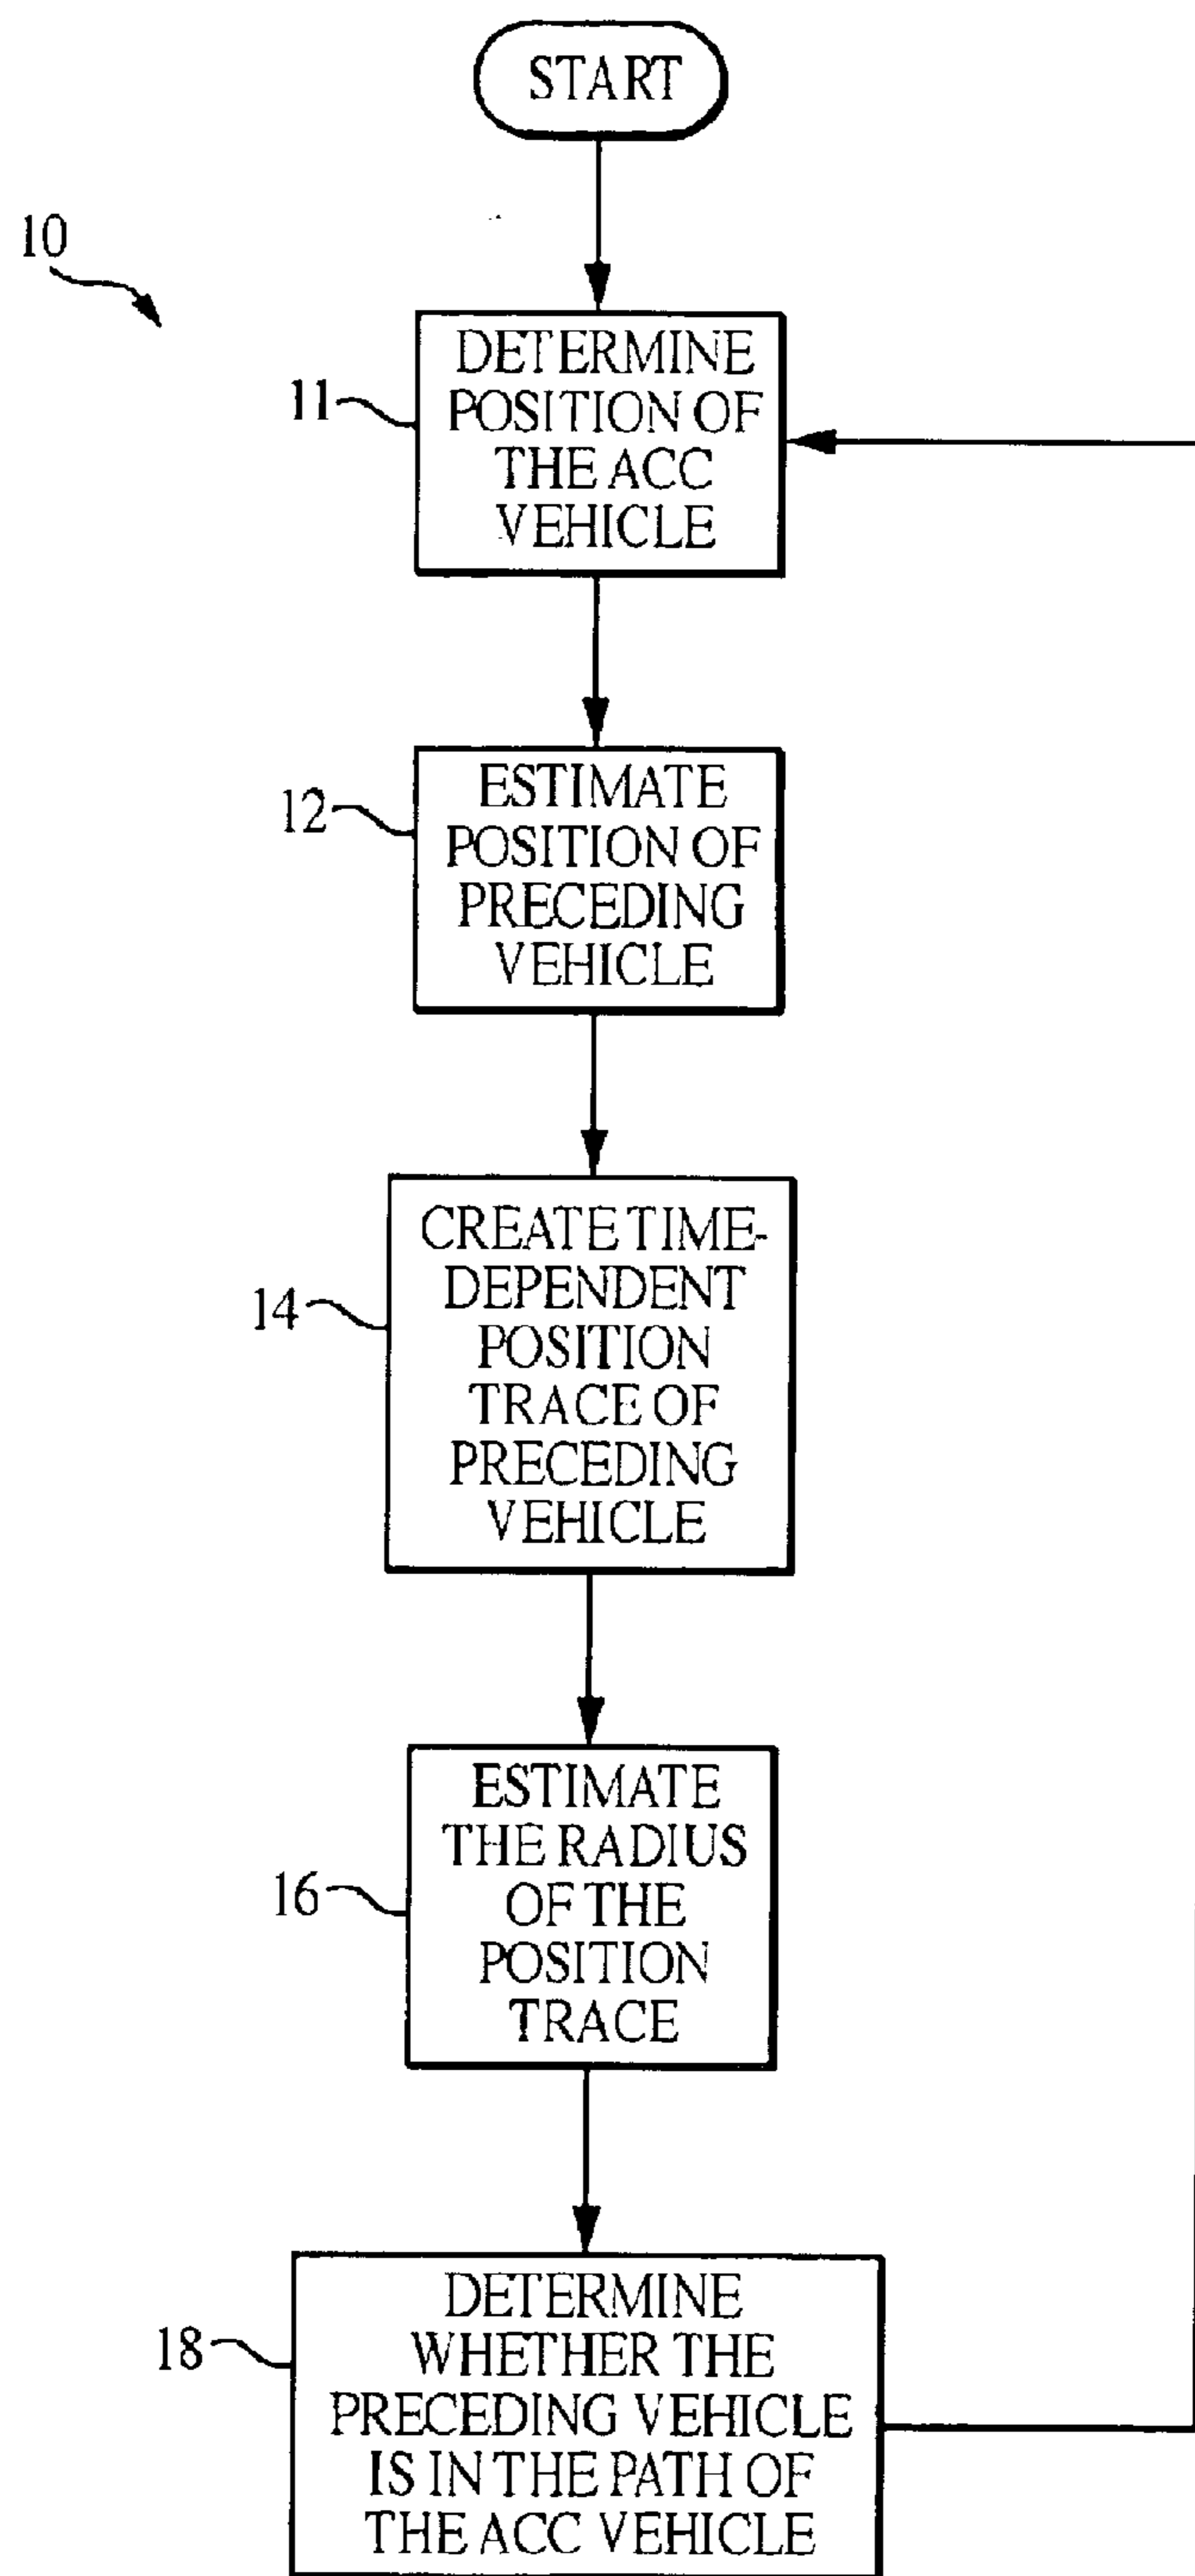 START
10
11
DETERMINE
POSITION OF
THE ACC
VEHICLE
12
ESTIMATE
POSITION OF
PRECEDING
VEHICLE
14
CREATE TIME-
DEPENDENT
POSITION
TRACE OF
PRECEDING
VEHICLE
16
ESTIMATE
THE RADIUS
OF THE
POSITION
TRACE
18
DETERMINE
WHETHER THE
PRECEDING VEHICLE
IS IN THE PATH OF
THE ACC VEHICLE